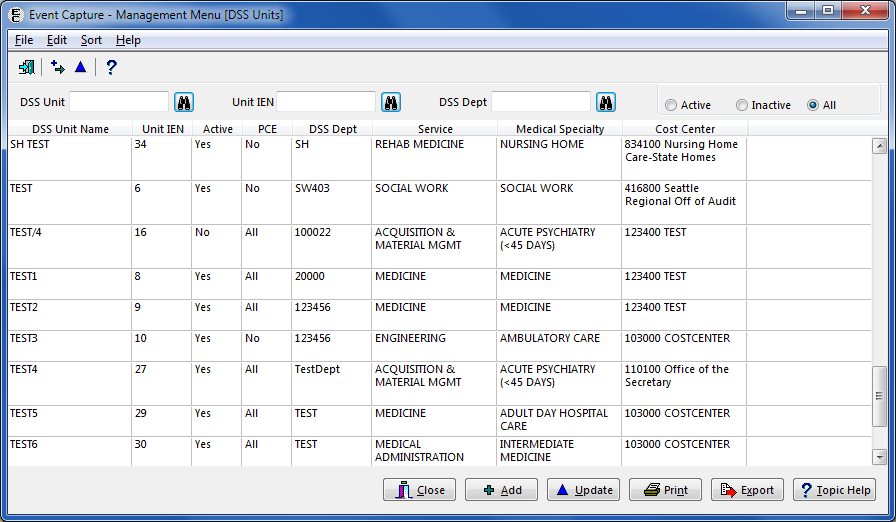 Event Capture - Management Menu [DSS Units]
File Edit Sort Help
DSS Unit Unit IEN DSS Dept Active Inactive All
DSS Unit Name Unit IEN Active PCE DSS Dept Service Medical Specialty Cost Center
SH TEST 34 Yes No SH REHAB MEDICINE NURSING HOME 834100 Nursing Home
Care-State Homes
TEST 6 Yes No SW403 SOCIAL WORK SOCIAL WORK 416800 Seattle
Regional Off of Audit
TEST/4 16 No All 100022 ACQUISITION & ACUTE PSYCHIATRY 123400 TEST
MATERIAL MGMT (<45 DAYS)
TEST1 8 Yes All 20000 MEDICINE MEDICINE 123400 TEST
TEST2 9 Yes All 123456 MEDICINE MEDICINE 123400 TEST
TEST3 10 Yes No 123456 ENGINEERING AMBULATORY CARE 103000 COSTCENTER
TEST4 27 Yes All TestDept ACQUISITION & ACUTE PSYCHIATRY 110100 Office of the
MATERIAL MGMT (<45 DAYS) Secretary
TEST5 29 Yes All TEST MEDICINE ADULT DAY HOSPITAL 103000 COSTCENTER
CARE
TEST6 30 Yes All TEST MEDICAL INTERMEDIATE 103000 COSTCENTER
ADMINISTRATION MEDICINE
Close Add Update Print Export Topic Help